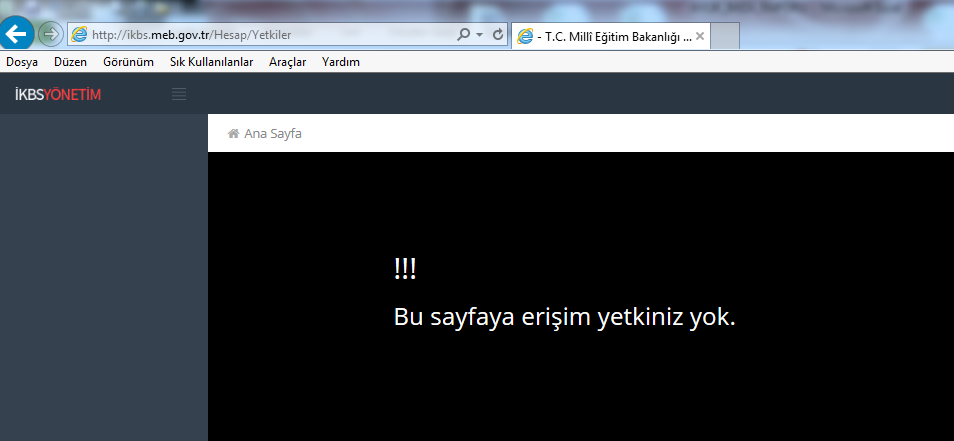 http://ikbs.meb.gov.tr/Hesap/Yetkiler
- T.C. Millî Eğitim Bakanlığı ...
Dosya Düzen Görünüm Sık Kullanılanlar Araçlar Yardım
İKBSYÖNETİM
Ana Sayfa
!!!
Bu sayfaya erişim yetkiniz yok.